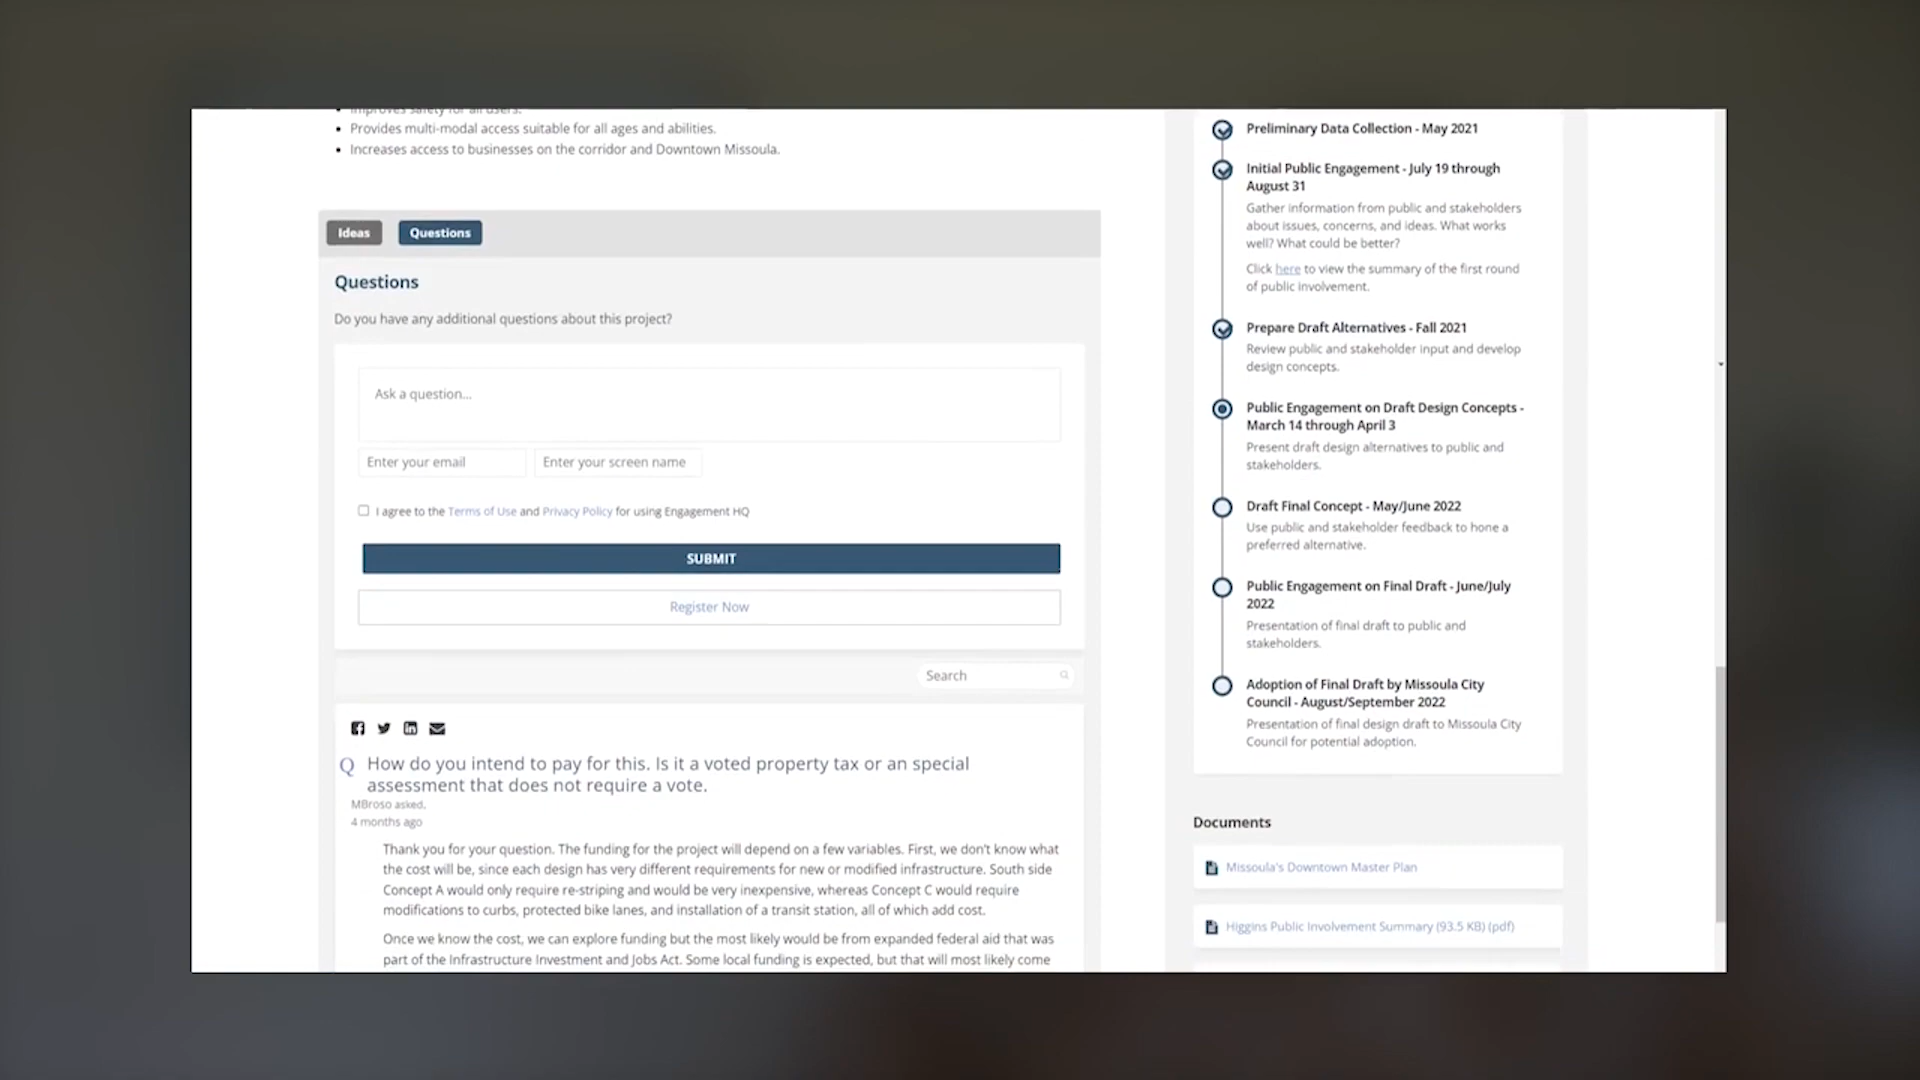 Improves safety for all users.
Provides multi-modal access suitable for all ages and abilities.
Increases access to businesses on the corridor and Downtown Missoula.
Ideas
Questions
Questions
Do you have any additional questions about this project?
Ask a question...
Enter your email
Enter your screen name
I agree to the Terms of Use and Privacy Policy for using Engagement HQ
SUBMIT
Register Now
Search
Q How do you intend to pay for this. Is it a voted property tax or an special
assessment that does not require a vote.
MBroso asked.
4 months ago
Thank you for your question. The funding for the project will depend on a few variables. First, we don't know what
the cost will be, since each design has very different requirements for new or modified infrastructure. South side
Concept A would only require re-striping and would be very inexpensive, whereas Concept C would require
modifications to curbs, protected bike lanes, and installation of a transit station, all of which add cost.
Once we know the cost, we can explore funding but the most likely would be from expanded federal aid that was
part of the Infrastructure Investment and Jobs Act. Some local funding is expected, but that will most likely come
Preliminary Data Collection - May 2021
Initial Public Engagement - July 19 through
August 31
Gather information from public and stakeholders
about issues, concerns, and ideas. What works
well? What could be better?
Click here to view the summary of the first round
of public involvement.
Prepare Draft Alternatives - Fall 2021
Review public and stakeholder input and develop
design concepts.
Public Engagement on Draft Design Concepts -
March 14 through April 3
Present draft design alternatives to public and
stakeholders.
Draft Final Concept - May/June 2022
Use public and stakeholder feedback to hone a
preferred alternative.
Public Engagement on Final Draft - June/July
2022
Presentation of final draft to public and
stakeholders.
Adoption of Final Draft by Missoula City
Council - August/September 2022
Presentation of final design draft to Missoula City
Council for potential adoption.
Documents
Missoula's Downtown Master Plan
Higgins Public Involvement Summary (93.5 KB) (pdf)